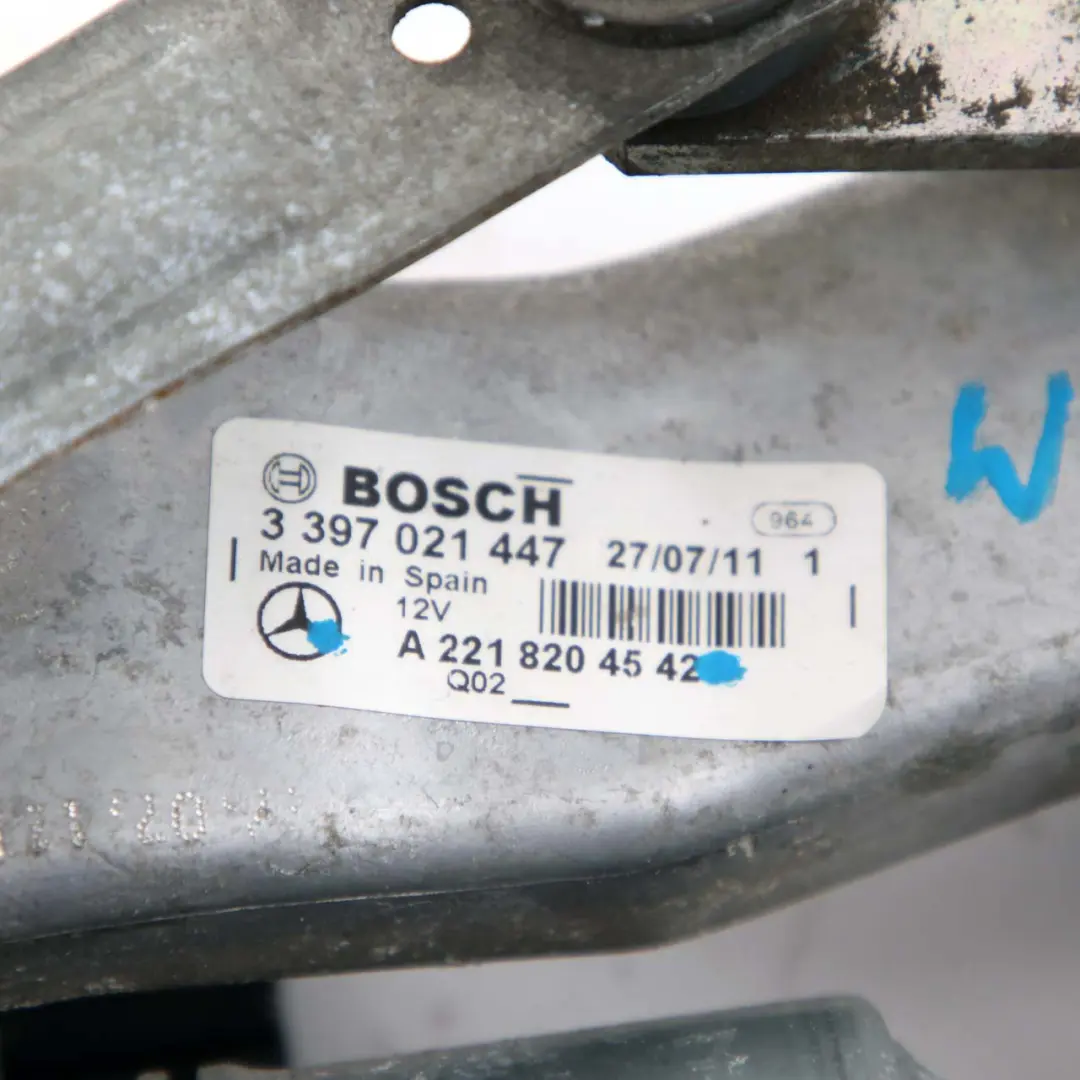 BOSCH
964
3 397 021 447 27/07/11 1
Made in Spain
12V
A 221 820 45 42
Q02
W